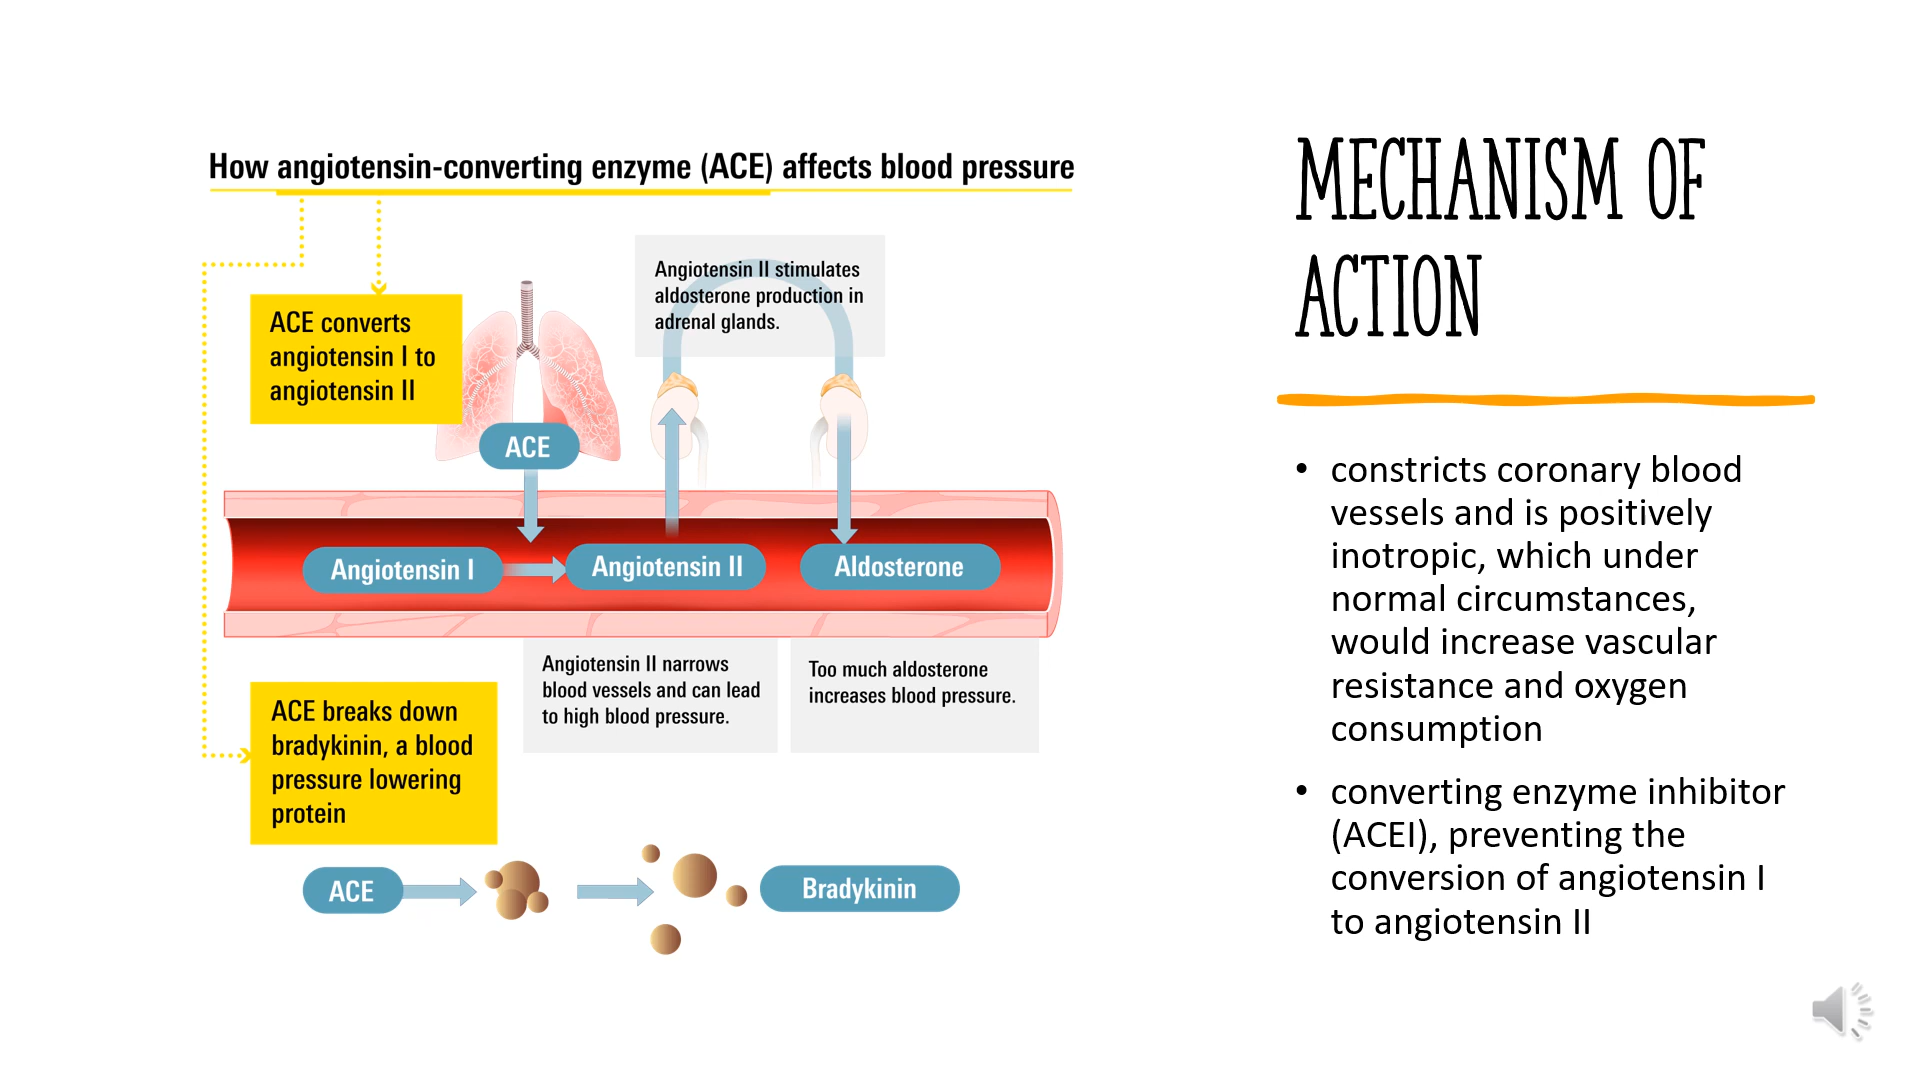 How angiotensin-converting enzyme (ACE) affects blood pressure
ACE converts
angiotensin I to
angiotensin II
Angiotensin II stimulates
aldosterone production in
adrenal glands.
ACE
Angiotensin I
Angiotensin II
Aldosterone
Angiotensin II narrows
blood vessels and can lead
to high blood pressure.
Too much aldosterone
increases blood pressure.
ACE breaks down
bradykinin, a blood
pressure lowering
protein
ACE
Bradykinin
MECHANISM OF
ACTION
• constricts coronary blood
vessels and is positively
inotropic, which under
normal circumstances,
would increase vascular
resistance and oxygen
consumption
• converting enzyme inhibitor
(ACEI), preventing the
conversion of angiotensin I
to angiotensin II